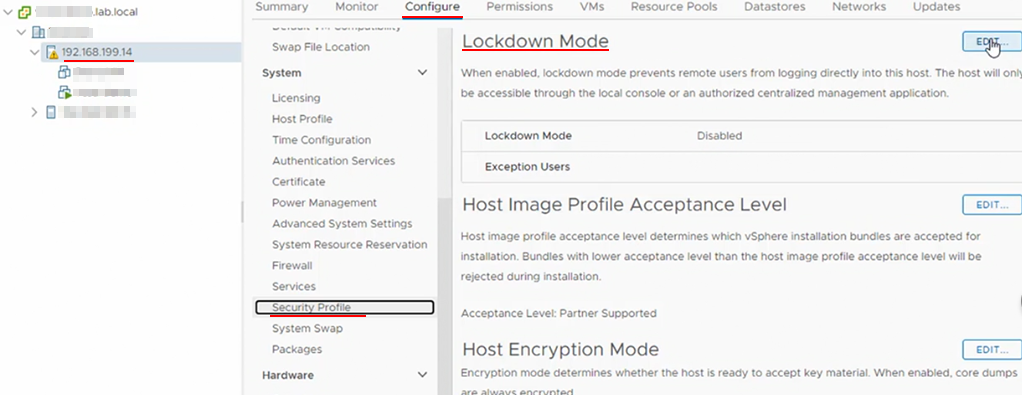 .lab.local
192.168.199.14
Summary Monitor Configure Permissions VMs Resource Pools Datastores Networks Updates
Default VM Compatibility
Swap File Location
System
Licensing
Host Profile
Time Configuration
Authentication Services
Certificate
Power Management
Advanced System Settings
System Resource Reservation
Firewall
Services
Security Profile
System Swap
Packages
Hardware
Lockdown Mode
EDIT...
When enabled, lockdown mode prevents remote users from logging directly into this host. The host will only
be accessible through the local console or an authorized centralized management application.
Lockdown Mode Disabled
Exception Users
Host Image Profile Acceptance Level
EDIT...
Host image profile acceptance level determines which vSphere installation bundles are accepted for
installation. Bundles with lower acceptance level than the host image profile acceptance level will be
rejected during installation.
Acceptance Level: Partner Supported
Host Encryption Mode
EDIT...
Encryption mode determines whether the host is ready to accept key material. When enabled, core dumps
are always encrypted.